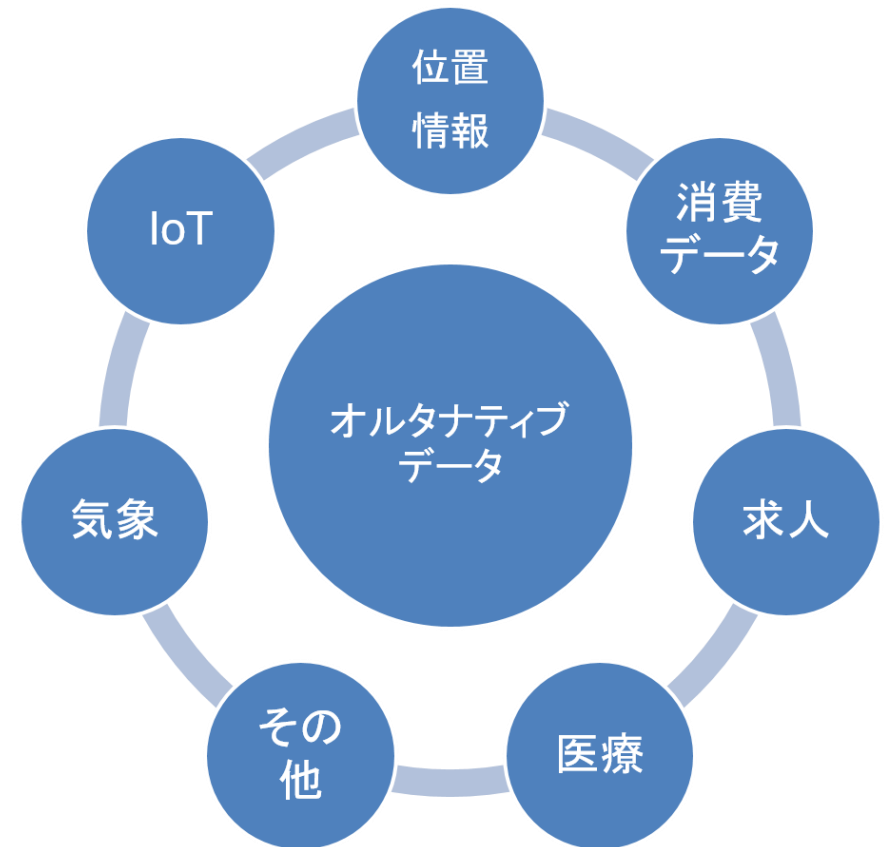 位置
情報
消費
データ
求人
医療
その
他
気象
IoT
オルタナティブ
データ